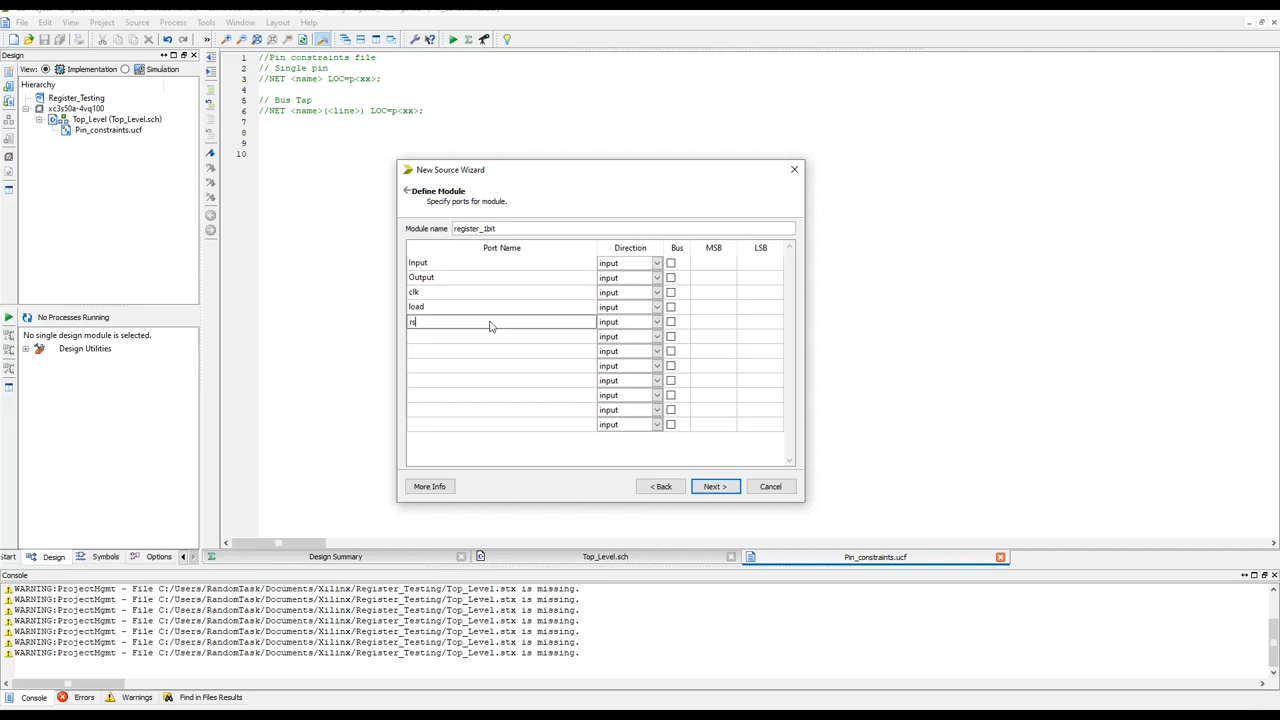 File Edit View Project Source Process Tools Window Layout Help
Design
View: Implementation Simulation
Hierarchy
Register_Testing
xc3s50a-4vq100
Top_Level (Top_Level.sch)
Pin_constraints.ucf
No Processes Running
No single design module is selected.
Design Utilities
1 //Pin constraints file
2 // Single pin
3 //NET <name> LOC=p<xx>;
4
5 // Bus Tap
6 //NET <name>(<line>) LOC=p<xx>;
7
8
9
10
New Source Wizard
Define Module
Specify ports for module.
Module name register_1bit
Port Name Direction Bus MSB LSB
Input input
Output input
clk input
load input
rs input
input
input
input
input
input
input
input
More Info < Back Next > Cancel
Start Design Symbols Options
Design Summary Top_Level.sch Pin_constraints.ucf
Console
WARNING:ProjectMgmt - File C:/Users/RandomTask/Documents/Xilinx/Register_Testing/Top_Level.stx is missing.
WARNING:ProjectMgmt - File C:/Users/RandomTask/Documents/Xilinx/Register_Testing/Top_Level.stx is missing.
WARNING:ProjectMgmt - File C:/Users/RandomTask/Documents/Xilinx/Register_Testing/Top_Level.stx is missing.
WARNING:ProjectMgmt - File C:/Users/RandomTask/Documents/Xilinx/Register_Testing/Top_Level.stx is missing.
WARNING:ProjectMgmt - File C:/Users/RandomTask/Documents/Xilinx/Register_Testing/Top_Level.stx is missing.
WARNING:ProjectMgmt - File C:/Users/RandomTask/Documents/Xilinx/Register_Testing/Top_Level.stx is missing.
WARNING:ProjectMgmt - File C:/Users/RandomTask/Documents/Xilinx/Register_Testing/Top_Level.stx is missing.
Console Errors Warnings Find in Files Results